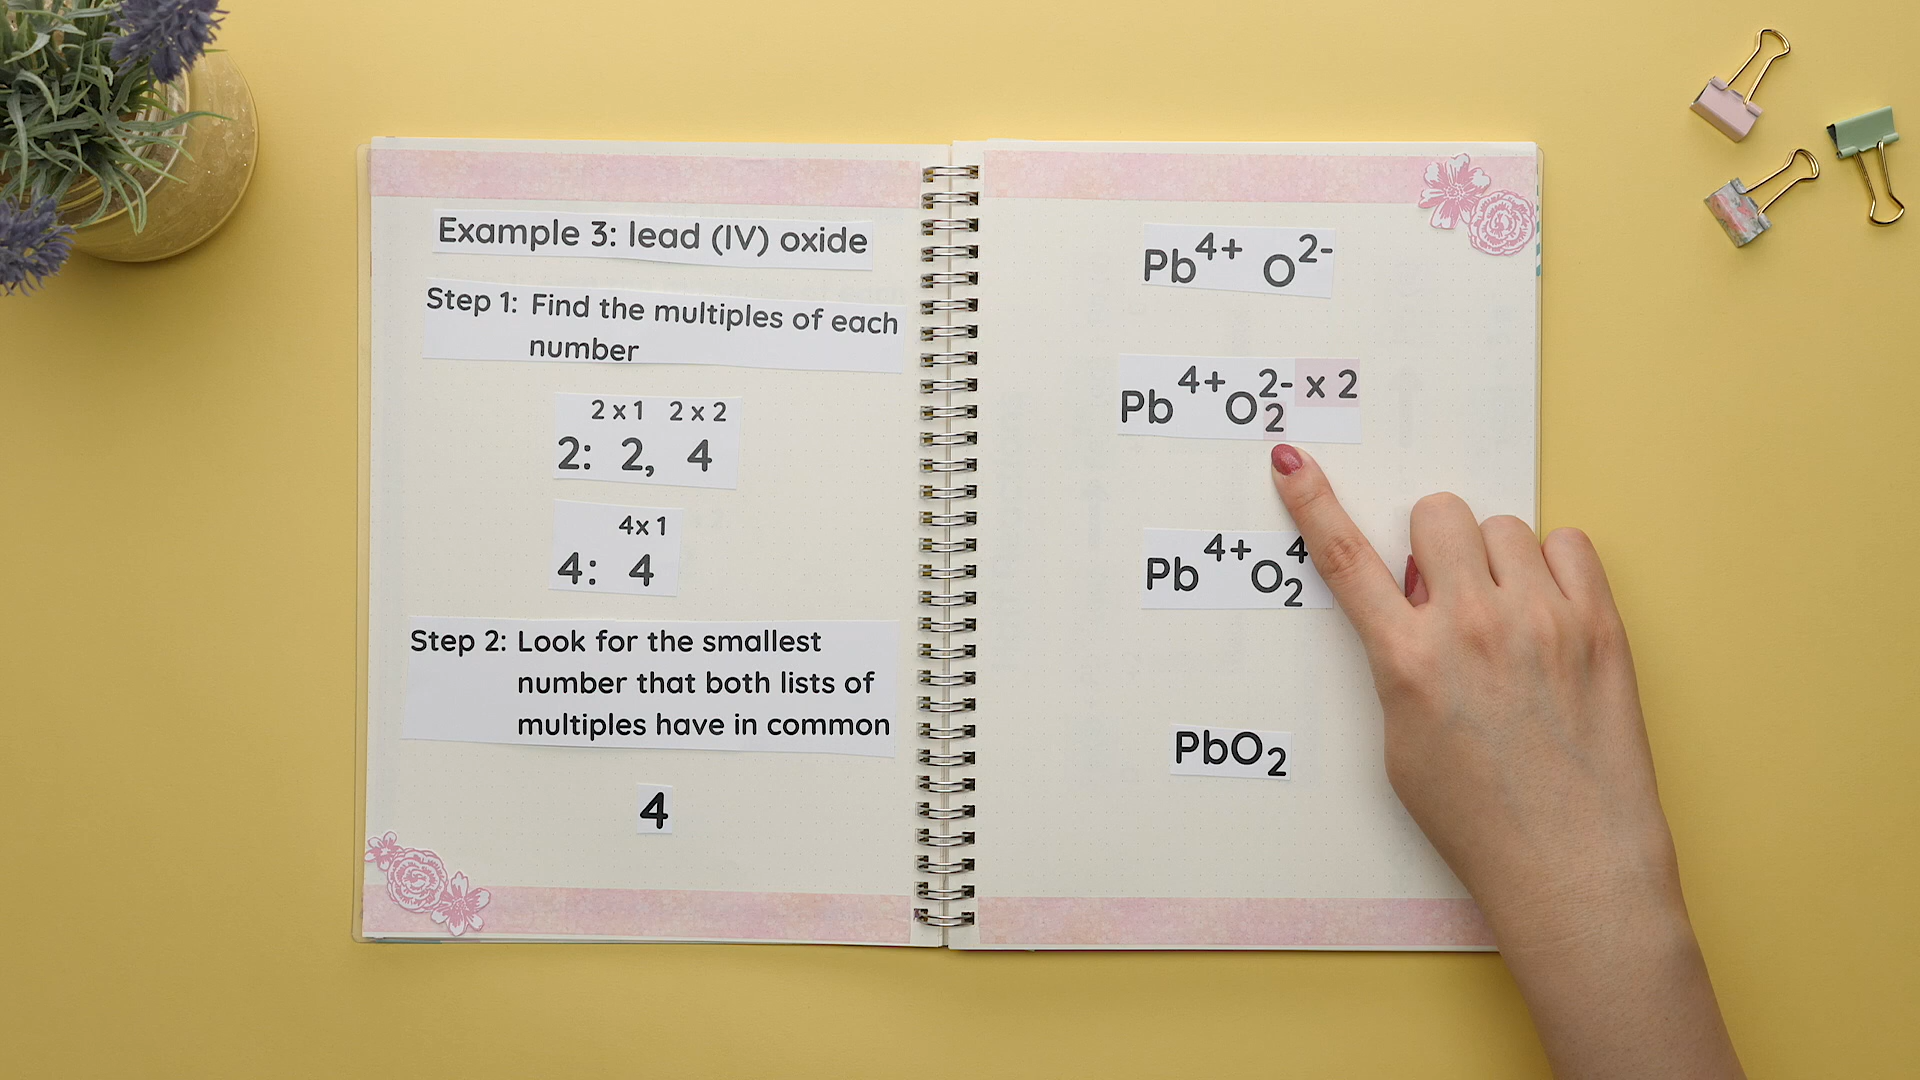 Example 3: lead (IV) oxide
Step 1: Find the multiples of each
number
2 x 1 2 x 2
2: 2, 4
4x 1
4: 4
Step 2: Look for the smallest
number that both lists of
multiples have in common
4
Pb⁴⁺ O²⁻
Pb⁴⁺O₂²⁻ x 2
Pb⁴⁺O₂⁴
PbO₂